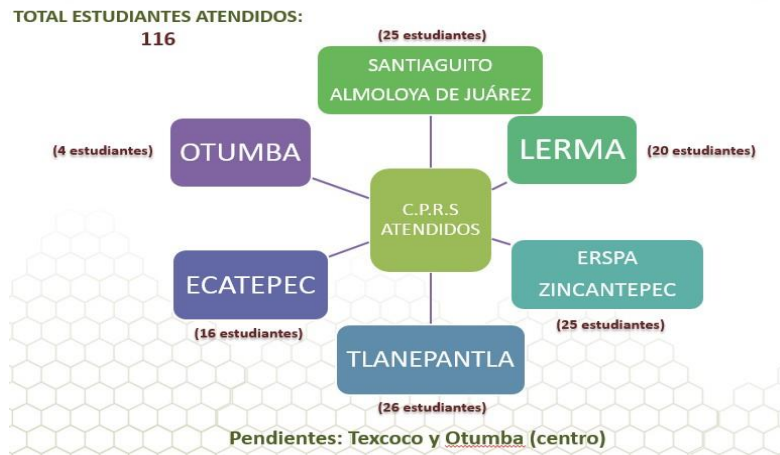 TOTAL ESTUDIANTES ATENDIDOS:
116
(25 estudiantes)
SANTIAGUITO
ALMOLOYA DE JUÁREZ
(4 estudiantes)
OTUMBA
LERMA
(20 estudiantes)
C.P.R.S
ATENDIDOS
ECATEPEC
(16 estudiantes)
ERSPA
ZINCANTEPEC
(25 estudiantes)
TLANEPANTLA
(26 estudiantes)
Pendientes: Texcoco y Otumba (centro)